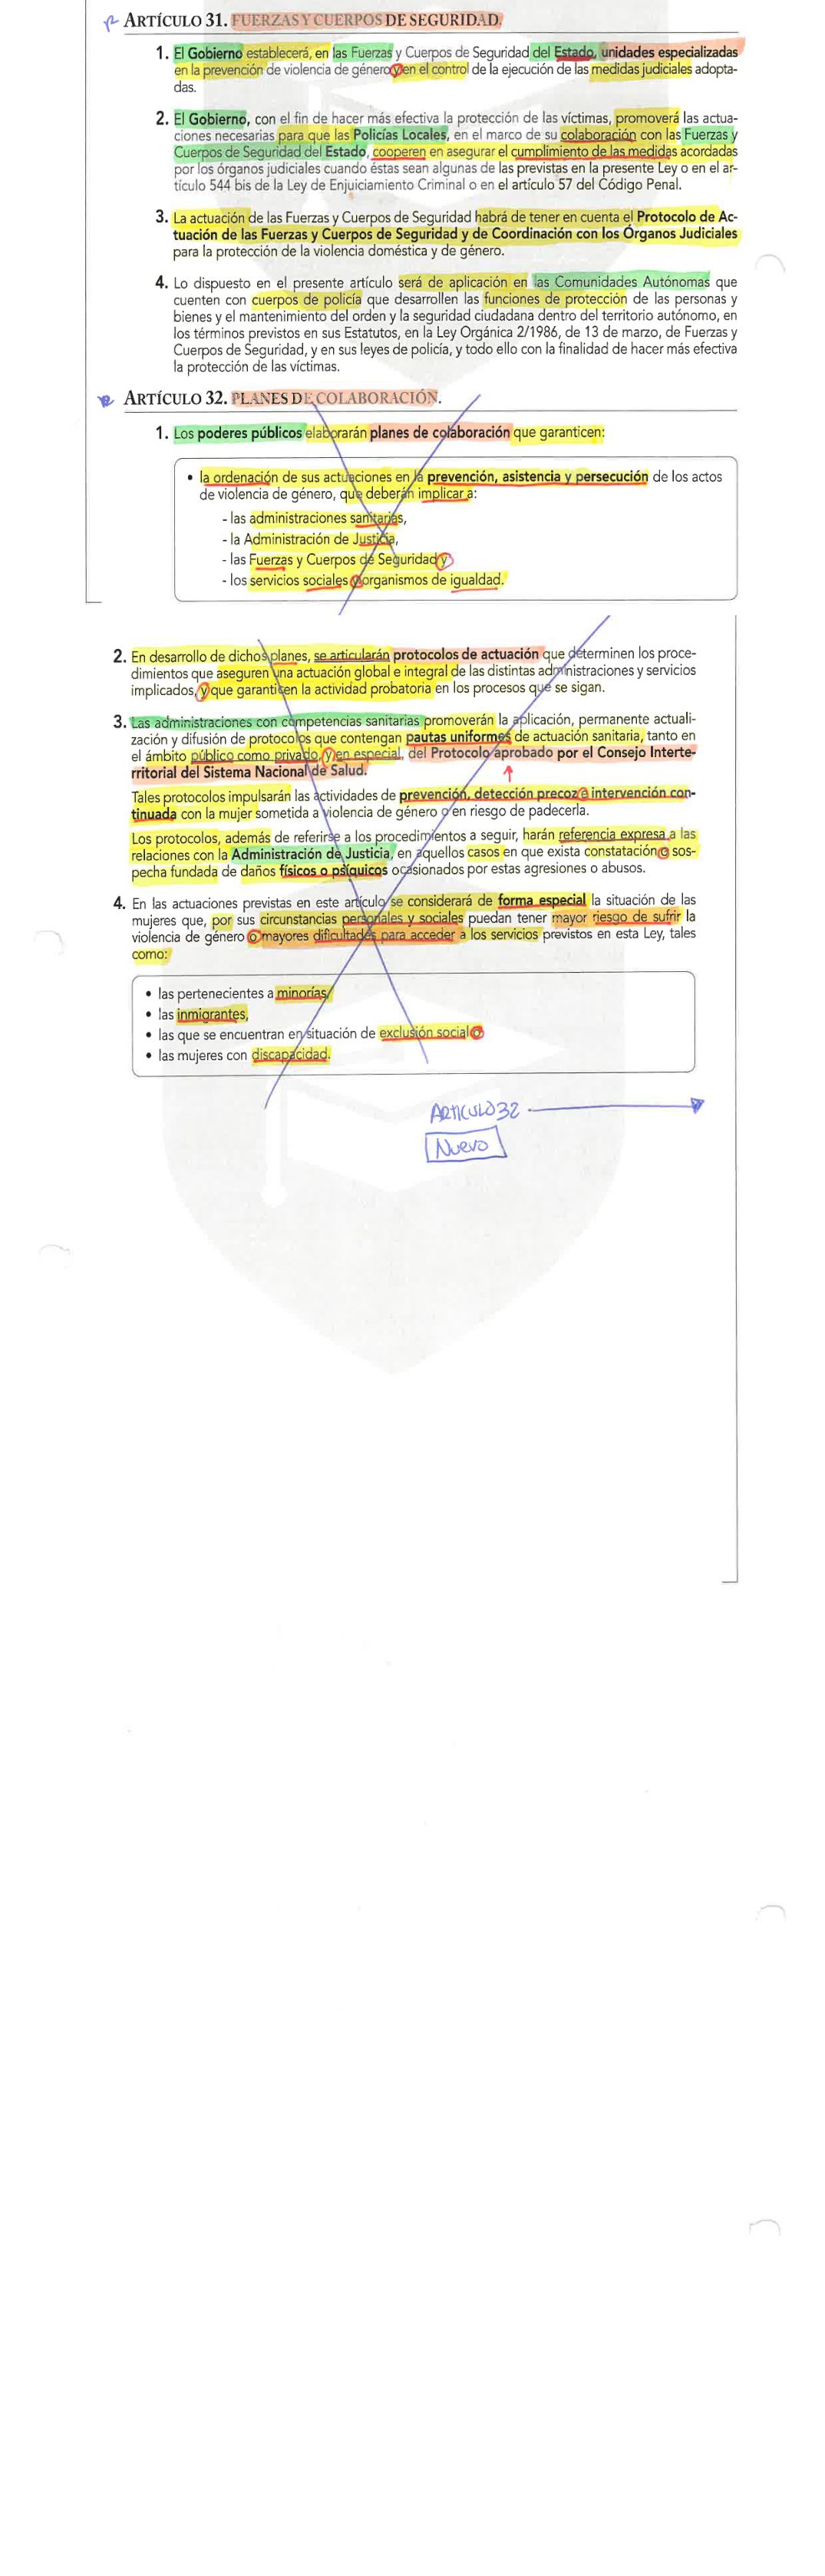 ARTÍCULO 31. FUERZAS Y CUERPOS DE SEGURIDAD.
1. El Gobierno establecerá, en las Fuerzas y Cuerpos de Seguridad del Estado, unidades especializadas
en la prevención de violencia de género y en el control de la ejecución de las medidas judiciales adopta-
das.
2. El Gobierno, con el fin de hacer más efectiva la protección de las víctimas, promoverá las actua-
ciones necesarias para que las Policías Locales, en el marco de su colaboración con las Fuerzas y
Cuerpos de Seguridad del Estado, cooperen en asegurar el cumplimiento de las medidas acordadas
por los órganos judiciales cuando éstas sean algunas de las previstas en la presente Ley o en el ar-
tículo 544 bis de la Ley de Enjuiciamiento Criminal o en el artículo 57 del Código Penal.
3. La actuación de las Fuerzas y Cuerpos de Seguridad habrá de tener en cuenta el Protocolo de Ac-
tuación de las Fuerzas y Cuerpos de Seguridad y de Coordinación con los Órganos Judiciales
para la protección de la violencia doméstica y de género.
4. Lo dispuesto en el presente artículo será de aplicación en las Comunidades Autónomas que
cuenten con cuerpos de policía que desarrollen las funciones de protección de las personas y
bienes y el mantenimiento del orden y la seguridad ciudadana dentro del territorio autónomo, en
los términos previstos en sus Estatutos, en la Ley Orgánica 2/1986, de 13 de marzo, de Fuerzas y
Cuerpos de Seguridad, y en sus leyes de policía, y todo ello con la finalidad de hacer más efectiva
la protección de las víctimas.
ARTÍCULO 32. PLANES DE COLABORACIÓN.
1. Los poderes públicos elaborarán planes de colaboración que garanticen:
• la ordenación de sus actuaciones en la prevención, asistencia y persecución de los actos
de violencia de género, que deberán implicar a:
- las administraciones sanitarias,
- la Administración de Justicia,
- las Fuerzas y Cuerpos de Seguridad y
- los servicios sociales y organismos de igualdad.
2. En desarrollo de dichos planes, se articularán protocolos de actuación que determinen los proce-
dimientos que aseguren una actuación global e integral de las distintas administraciones y servicios
implicados, y que garanticen la actividad probatoria en los procesos que se sigan.
3. Las administraciones con competencias sanitarias promoverán la aplicación, permanente actuali-
zación y difusión de protocolos que contengan pautas uniformes de actuación sanitaria, tanto en
el ámbito público como privado, y en especial, del Protocolo aprobado por el Consejo Interte-
rritorial del Sistema Nacional de Salud.
Tales protocolos impulsarán las actividades de prevención, detección precoz e intervención con-
tinuada con la mujer sometida a violencia de género o en riesgo de padecerla.
Los protocolos, además de referirse a los procedimientos a seguir, harán referencia expresa a las
relaciones con la Administración de Justicia, en aquellos casos en que exista constatación o sos-
pecha fundada de daños físicos o psíquicos ocasionados por estas agresiones o abusos.
4. En las actuaciones previstas en este artículo se considerará de forma especial la situación de las
mujeres que, por sus circunstancias personales y sociales puedan tener mayor riesgo de sufrir la
violencia de género o mayores dificultades para acceder a los servicios previstos en esta Ley, tales
como:
• las pertenecientes a minorías,
• las inmigrantes,
• las que se encuentran en situación de exclusión social o
• las mujeres con discapacidad.
ARTICULO 32
Nuevo